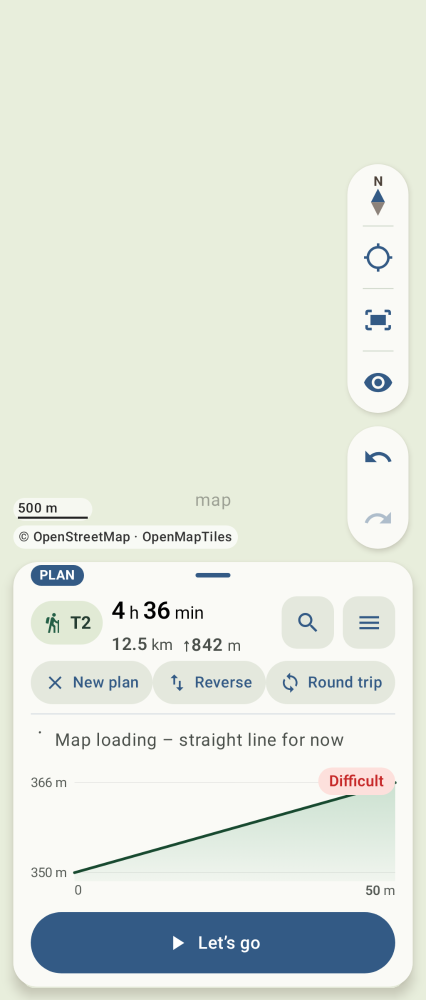 N
map
500 m
© OpenStreetMap · OpenMapTiles
PLAN
T2
4 h 36 min
12.5 km ↑842 m
New plan
Reverse
Round trip
Map loading – straight line for now
366 m
Difficult
350 m
0
50 m
Let's go